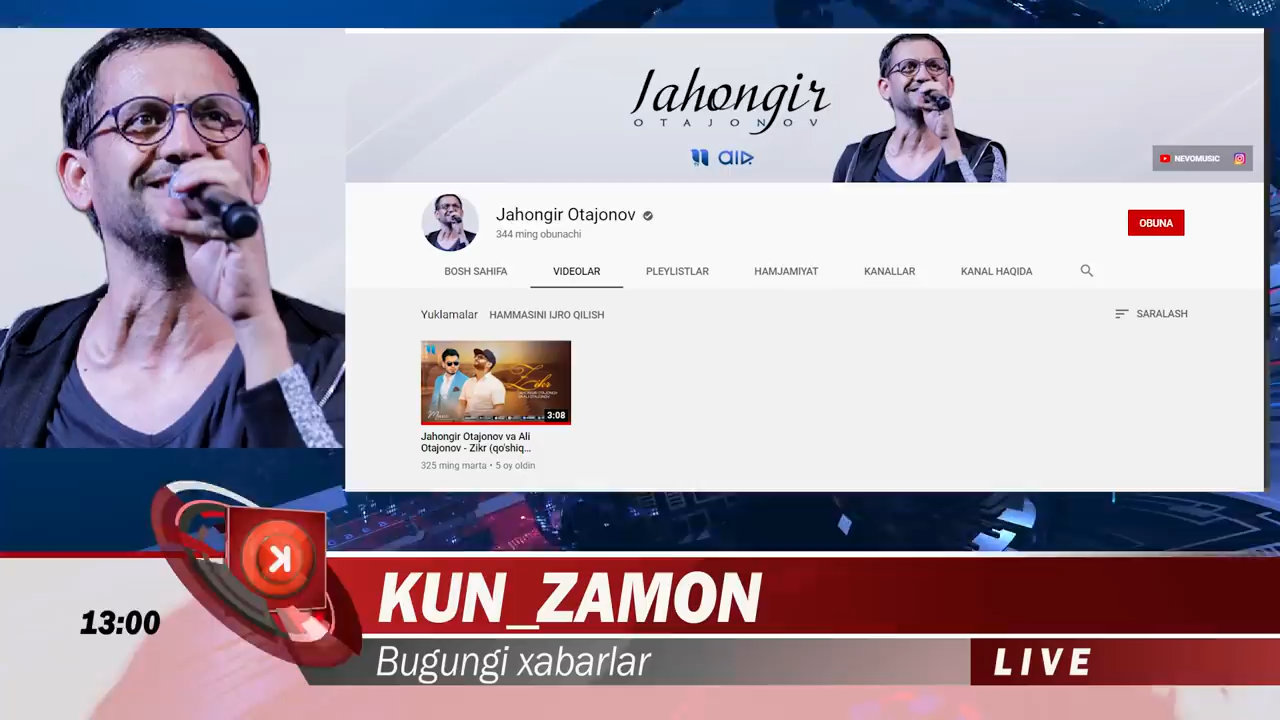 Jahongir
OTAJONOV
NEVOMUSIC
Jahongir Otajonov
344 ming obunachi
OBUNA
BOSH SAHIFA
VIDEOLAR
PLEYLISTLAR
HAMJAMIYAT
KANALLAR
KANAL HAQIDA
Yuklamalar
HAMMASINI IJRO QILISH
SARALASH
Zikr
3:08
Jahongir Otajonov va Ali
Otajonov - Zikr (qo'shiq...
325 ming marta • 5 oy oldin
13:00
KUN_ZAMON
Bugungi xabarlar
LIVE